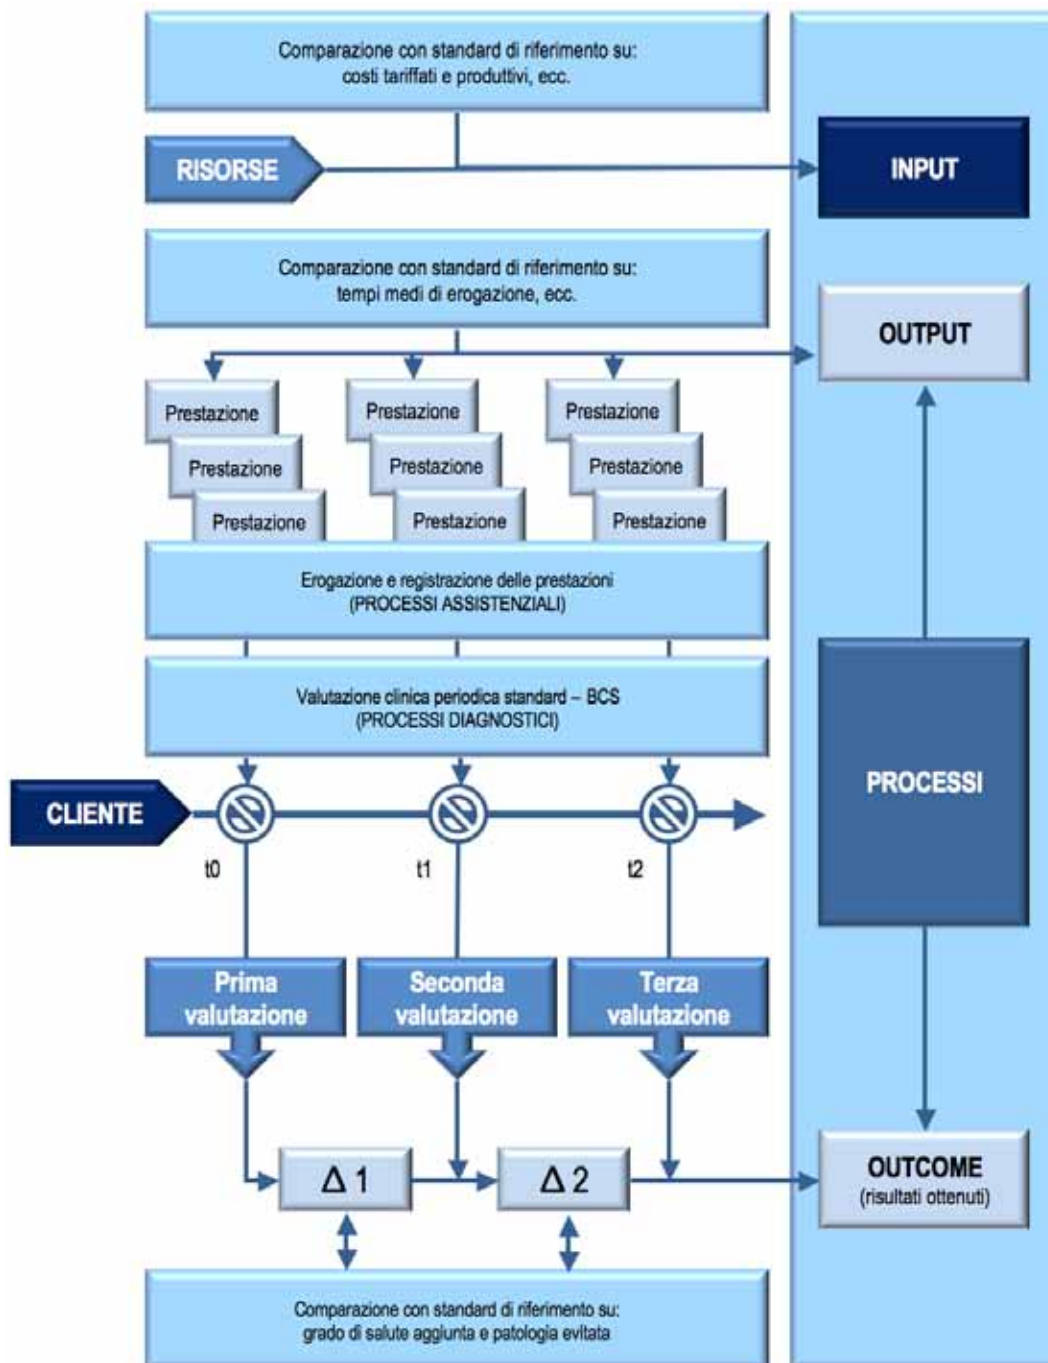 Comparazione con standard di riferimento su:
costi tariffati e produttivi, ecc.
RISORSE
INPUT
Comparazione con standard di riferimento su:
tempi medi di erogazione, ecc.
OUTPUT
Prestazione
Prestazione
Prestazione
Prestazione
Prestazione
Prestazione
Prestazione
Prestazione
Prestazione
Erogazione e registrazione delle prestazioni
(PROCESSI ASSISTENZIALI)
Valutazione clinica periodica standard – BCS
(PROCESSI DIAGNOSTICI)
PROCESSI
CLIENTE
t0
t1
t2
Prima
valutazione
Seconda
valutazione
Terza
valutazione
Δ 1
Δ 2
OUTCOME
(risultati ottenuti)
Comparazione con standard di riferimento su:
grado di salute aggiunta e patologia evitata